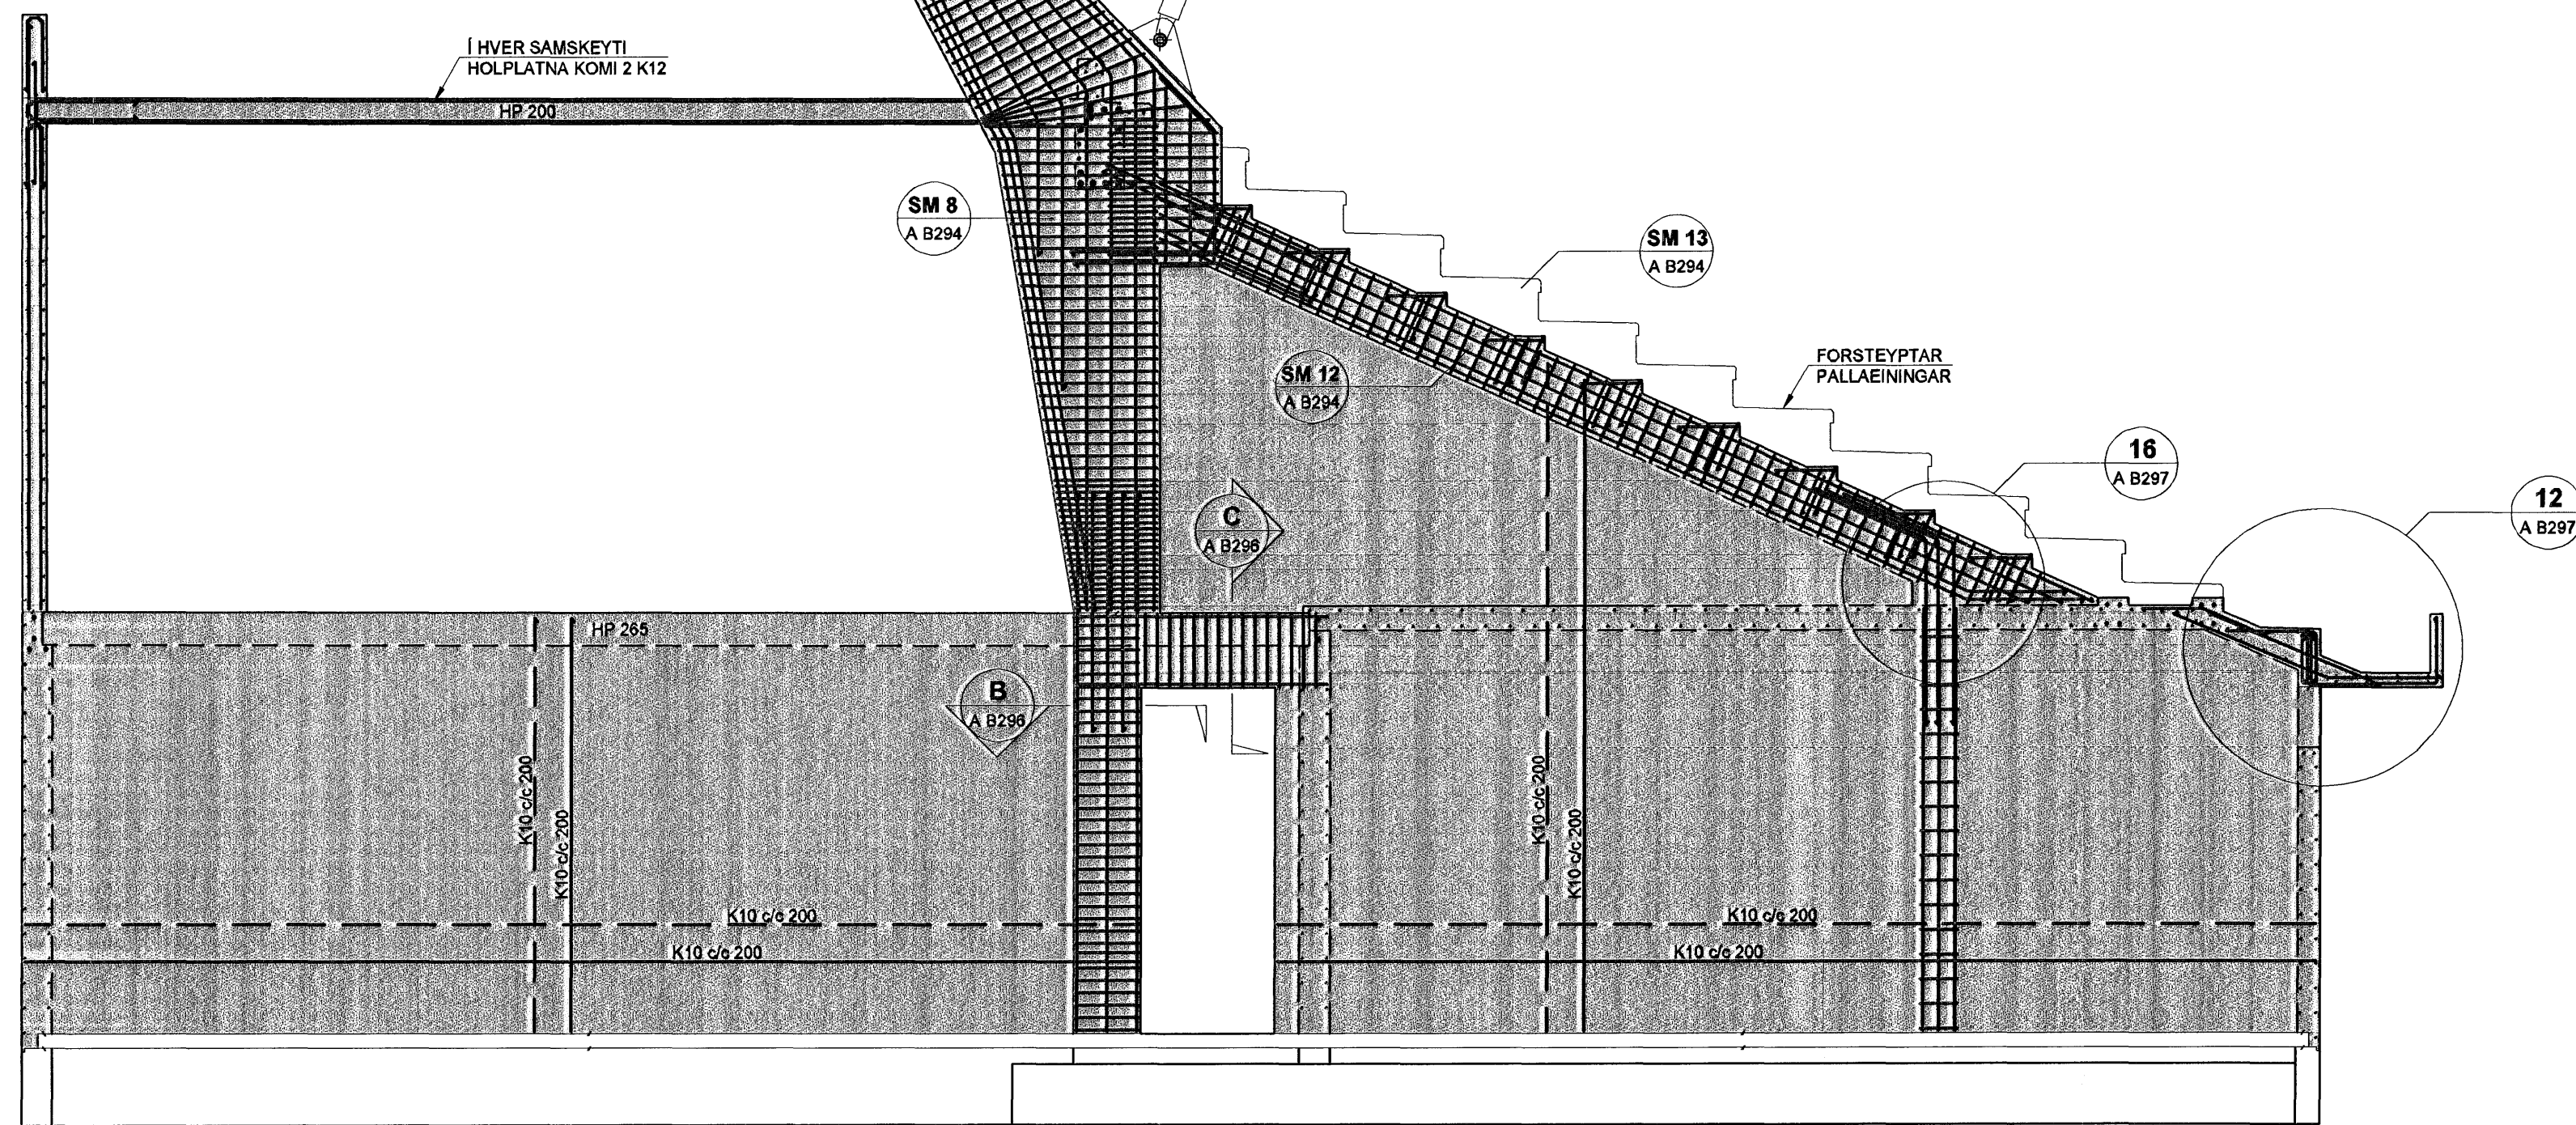 Í HVER SAMSKEYTI
HOLPLATNA KOMI 2 K12
HP 200
SM 8
A B294
SM 13
A B294
FORSTEYPTAR
PALLAEININGAR
SM 12
A B294
16
A B297
12
A B297
C
A B296
HP 265
B
A B296
K10 c/c 200
K10 c/c 200
K10 c/c 200
K10 c/c 200
K10 c/c 200
K10 c/c 200
K10 c/c 200
K10 c/c 200